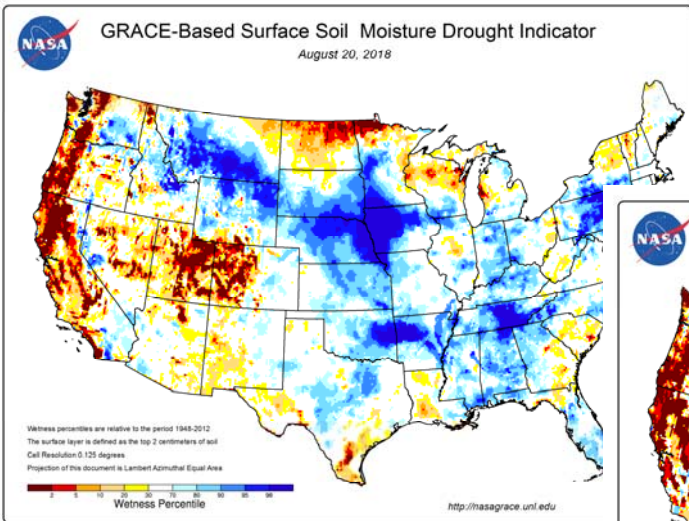 NASA
GRACE-Based Surface Soil Moisture Drought Indicator
August 20, 2018
NASA
Wetness percentiles are relative to the period 1948-2012
The surface layer is defined as the top 2 centimeters of soil
Cell Resolution 0.125 degrees
Projection of this document is Lambert Azimuthal Equal Area
2 5 10 20 30 70 80 90 95 98
Wetness Percentile
http://nasagrace.unl.edu